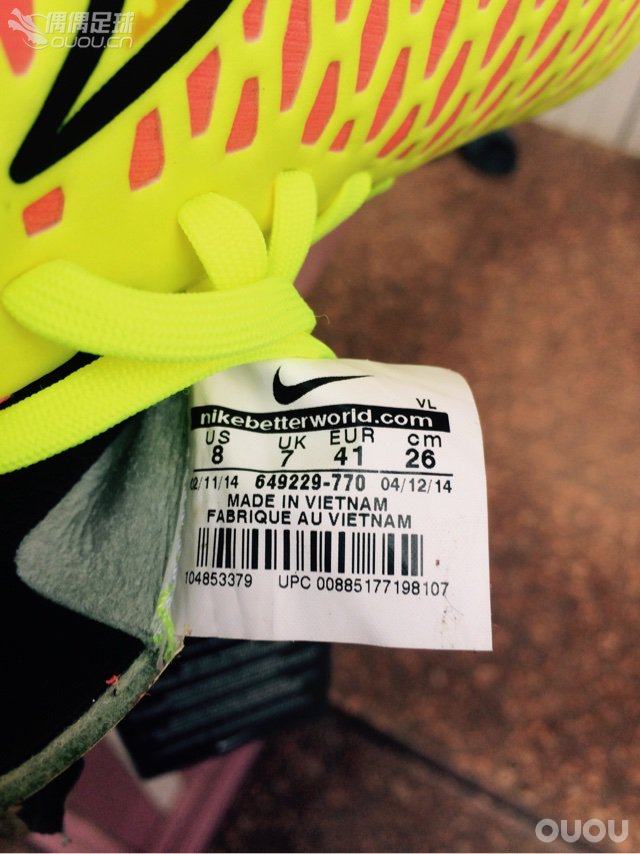 偶偶足球
OUOU.CN
VL
nikebetterworld.com
US UK EUR cm
8 7 41 26
02/11/14 649229-770 04/12/14
MADE IN VIETNAM
FABRIQUE AU VIETNAM
104853379 UPC 00885177198107
OUOU